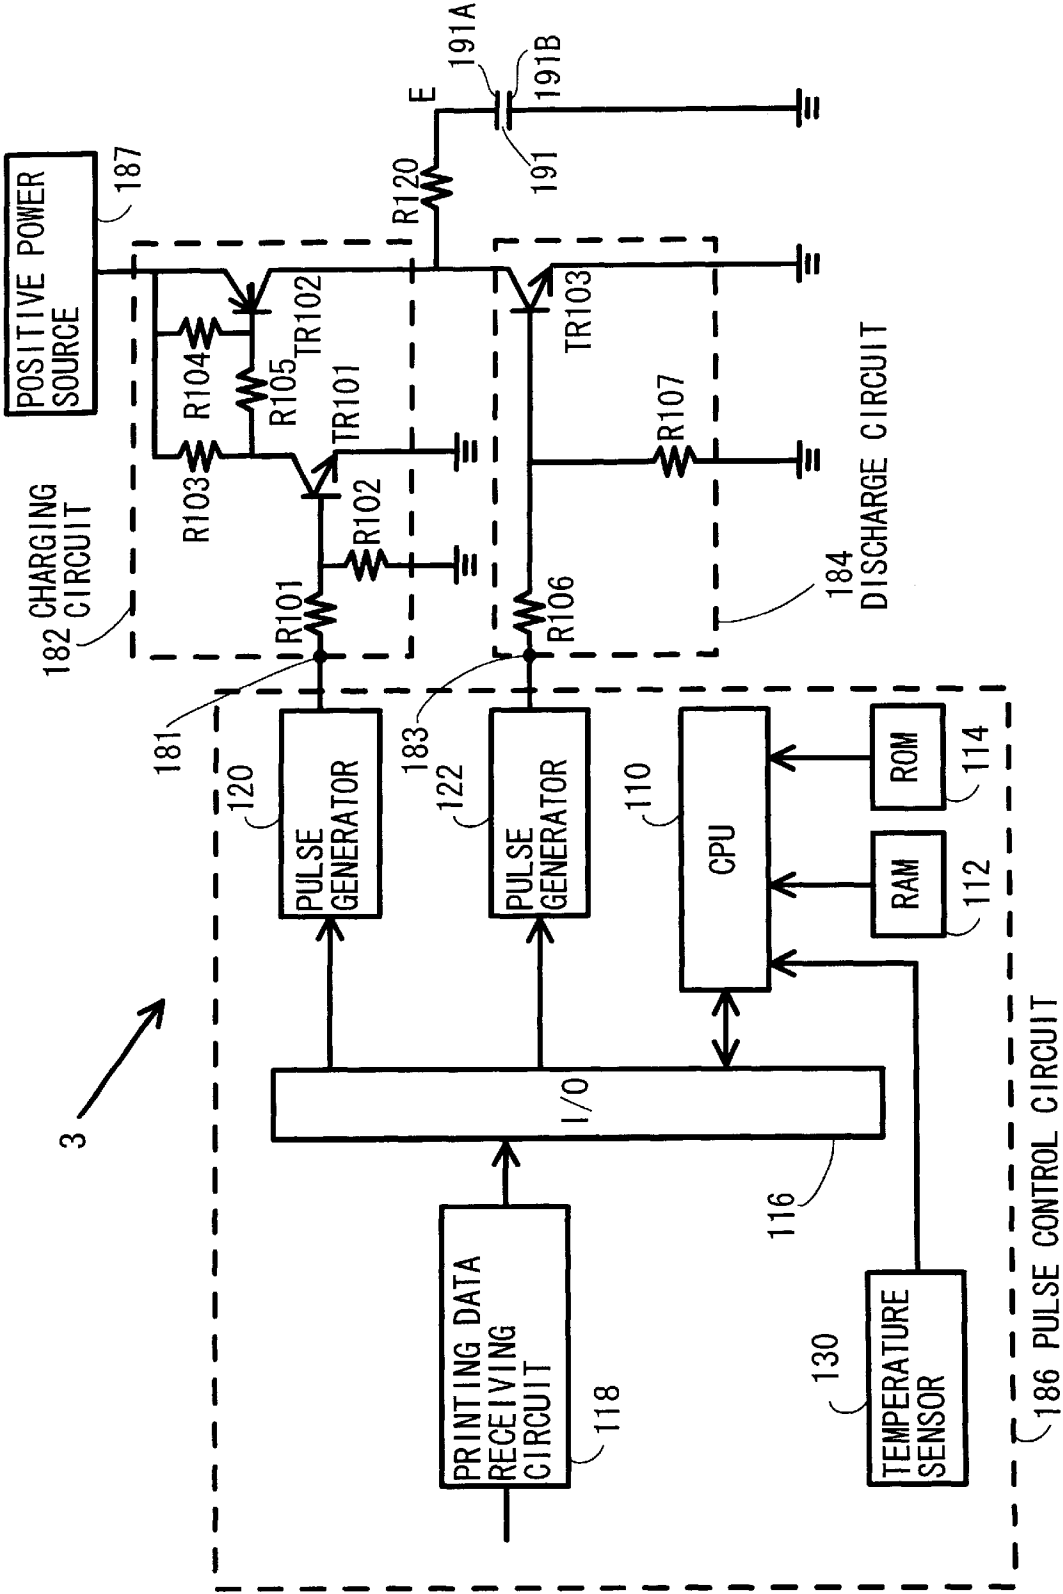 3
186 PULSE CONTROL CIRCUIT
PRINTING DATA
RECEIVING
CIRCUIT
118
I/O
116
130
TEMPERATURE
SENSOR
120
PULSE
GENERATOR
122
PULSE
GENERATOR
110
CPU
RAM
112
ROM
114
181
183
182
CHARGING
CIRCUIT
R101
R102
R103
R104
R105
TR101
TR102
POSITIVE POWER
SOURCE
187
R106
R107
TR103
184
DISCHARGE CIRCUIT
R120
E
191A
191B
191